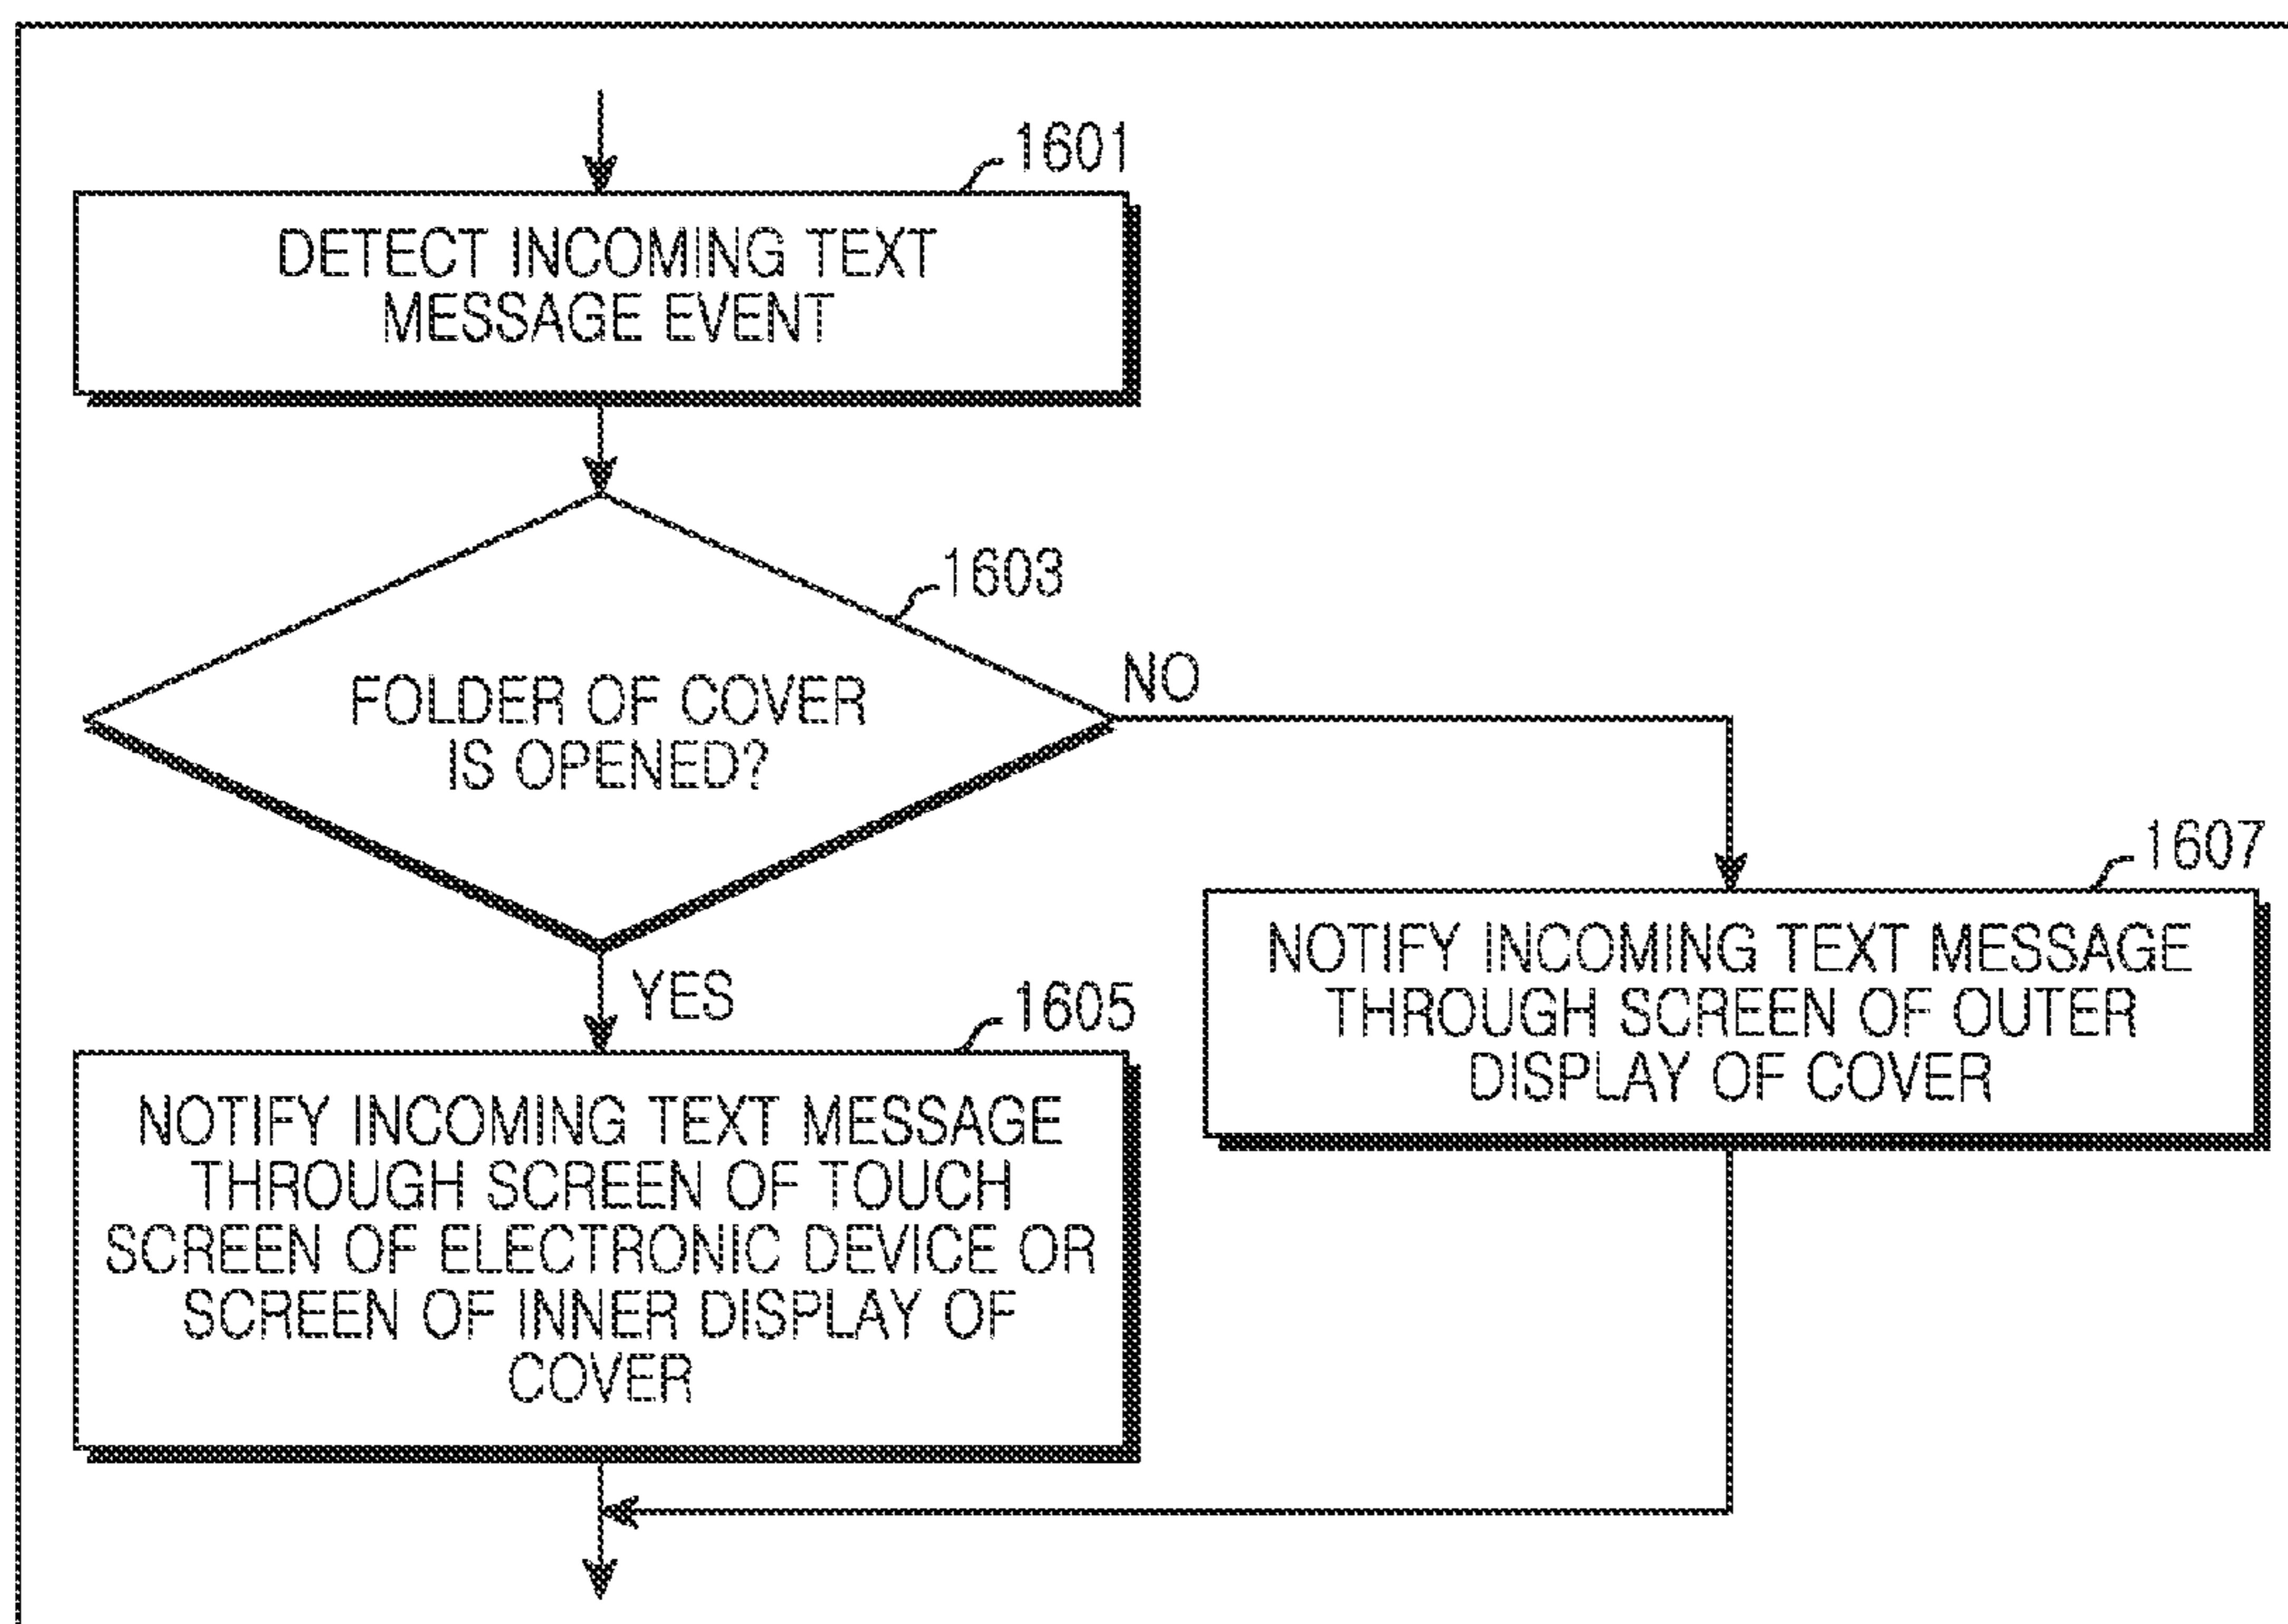 1601
DETECT INCOMING TEXT
MESSAGE EVENT
1603
FOLDER OF COVER
IS OPENED?
NO
YES
1605
NOTIFY INCOMING TEXT MESSAGE
THROUGH SCREEN OF TOUCH
SCREEN OF ELECTRONIC DEVICE OR
SCREEN OF INNER DISPLAY OF
COVER
1607
NOTIFY INCOMING TEXT MESSAGE
THROUGH SCREEN OF OUTER
DISPLAY OF COVER